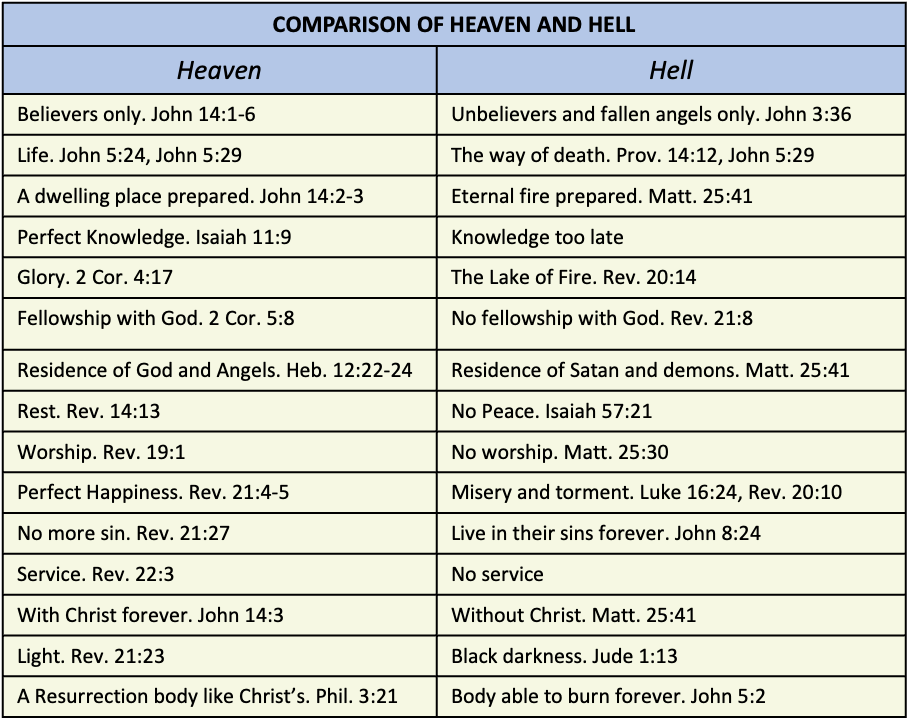 COMPARISON OF HEAVEN AND HELL
Heaven Hell
Believers only. John 14:1-6 Unbelievers and fallen angels only. John 3:36
Life. John 5:24, John 5:29 The way of death. Prov. 14:12, John 5:29
A dwelling place prepared. John 14:2-3 Eternal fire prepared. Matt. 25:41
Perfect Knowledge. Isaiah 11:9 Knowledge too late
Glory. 2 Cor. 4:17 The Lake of Fire. Rev. 20:14
Fellowship with God. 2 Cor. 5:8 No fellowship with God. Rev. 21:8
Residence of God and Angels. Heb. 12:22-24 Residence of Satan and demons. Matt. 25:41
Rest. Rev. 14:13 No Peace. Isaiah 57:21
Worship. Rev. 19:1 No worship. Matt. 25:30
Perfect Happiness. Rev. 21:4-5 Misery and torment. Luke 16:24, Rev. 20:10
No more sin. Rev. 21:27 Live in their sins forever. John 8:24
Service. Rev. 22:3 No service
With Christ forever. John 14:3 Without Christ. Matt. 25:41
Light. Rev. 21:23 Black darkness. Jude 1:13
A Resurrection body like Christ’s. Phil. 3:21 Body able to burn forever. John 5:2